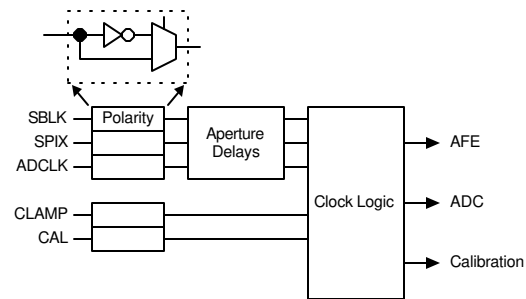 SBLK
Polarity
SPIX
ADCLK
Aperture
Delays
CLAMP
CAL
Clock Logic
AFE
ADC
Calibration